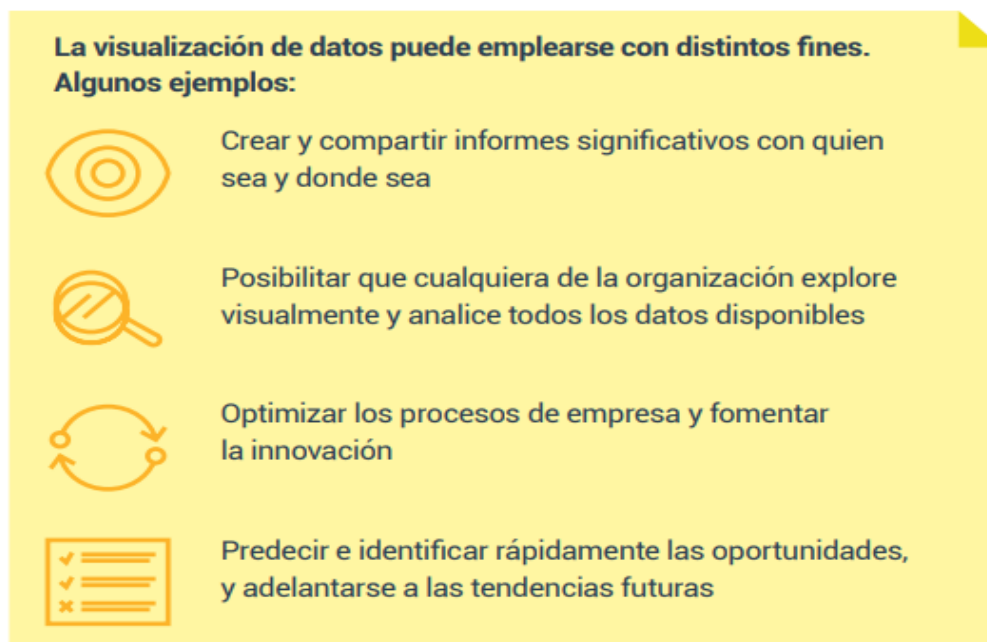 La visualización de datos puede emplearse con distintos fines.
Algunos ejemplos:
Crear y compartir informes significativos con quien
sea y donde sea
Posibilitar que cualquiera de la organización explore
visualmente y analice todos los datos disponibles
Optimizar los procesos de empresa y fomentar
la innovación
Predecir e identificar rápidamente las oportunidades,
y adelantarse a las tendencias futuras